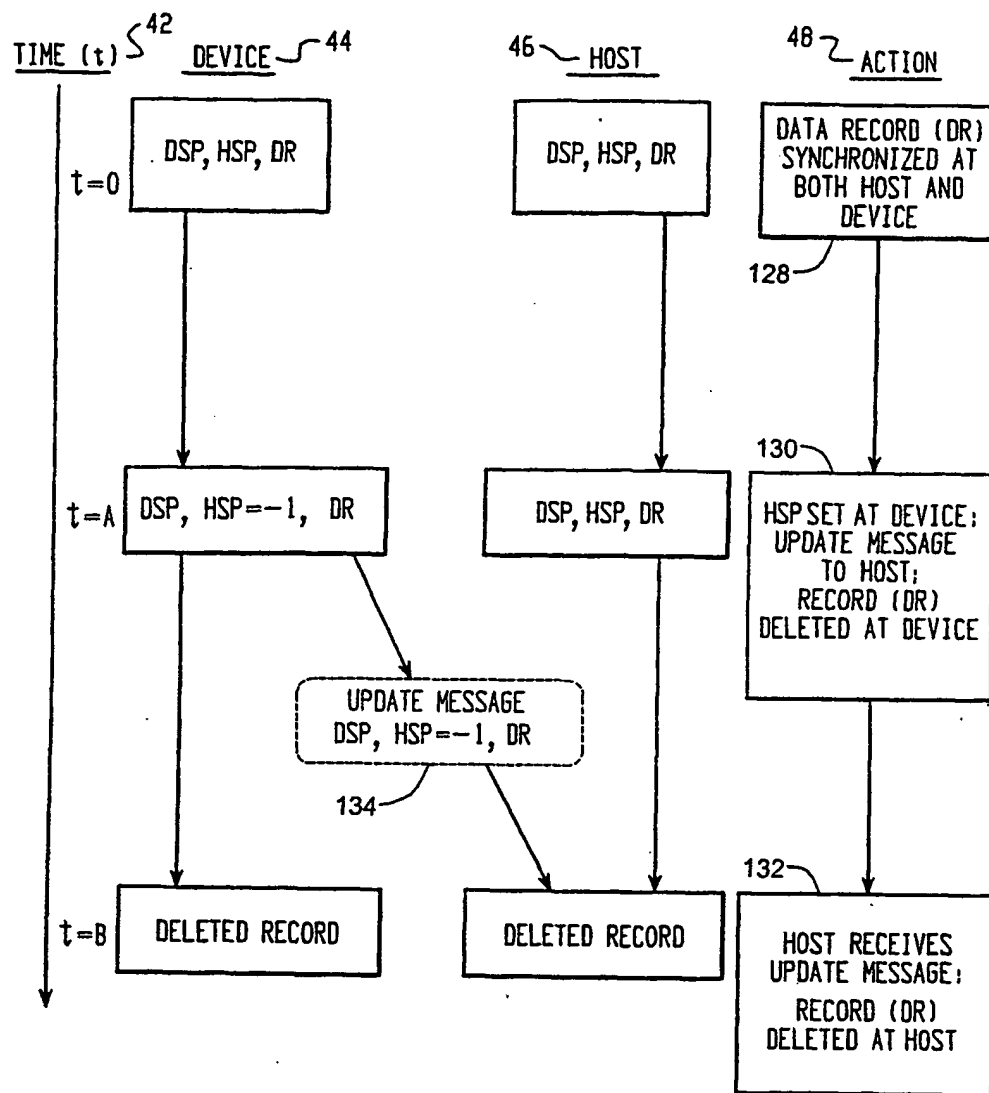 TIME (t) 42
DEVICE 44
46 HOST
48 ACTION
t=0
DSP, HSP, DR
DSP, HSP, DR
DATA RECORD (DR)
SYNCHRONIZED AT
BOTH HOST AND
DEVICE
128
t=A
DSP, HSP=-1, DR
DSP, HSP, DR
130
HSP SET AT DEVICE;
UPDATE MESSAGE
TO HOST;
RECORD (DR)
DELETED AT DEVICE
UPDATE MESSAGE
DSP, HSP=-1, DR
134
t=B
DELETED RECORD
DELETED RECORD
132
HOST RECEIVES
UPDATE MESSAGE;
RECORD (DR)
DELETED AT HOST